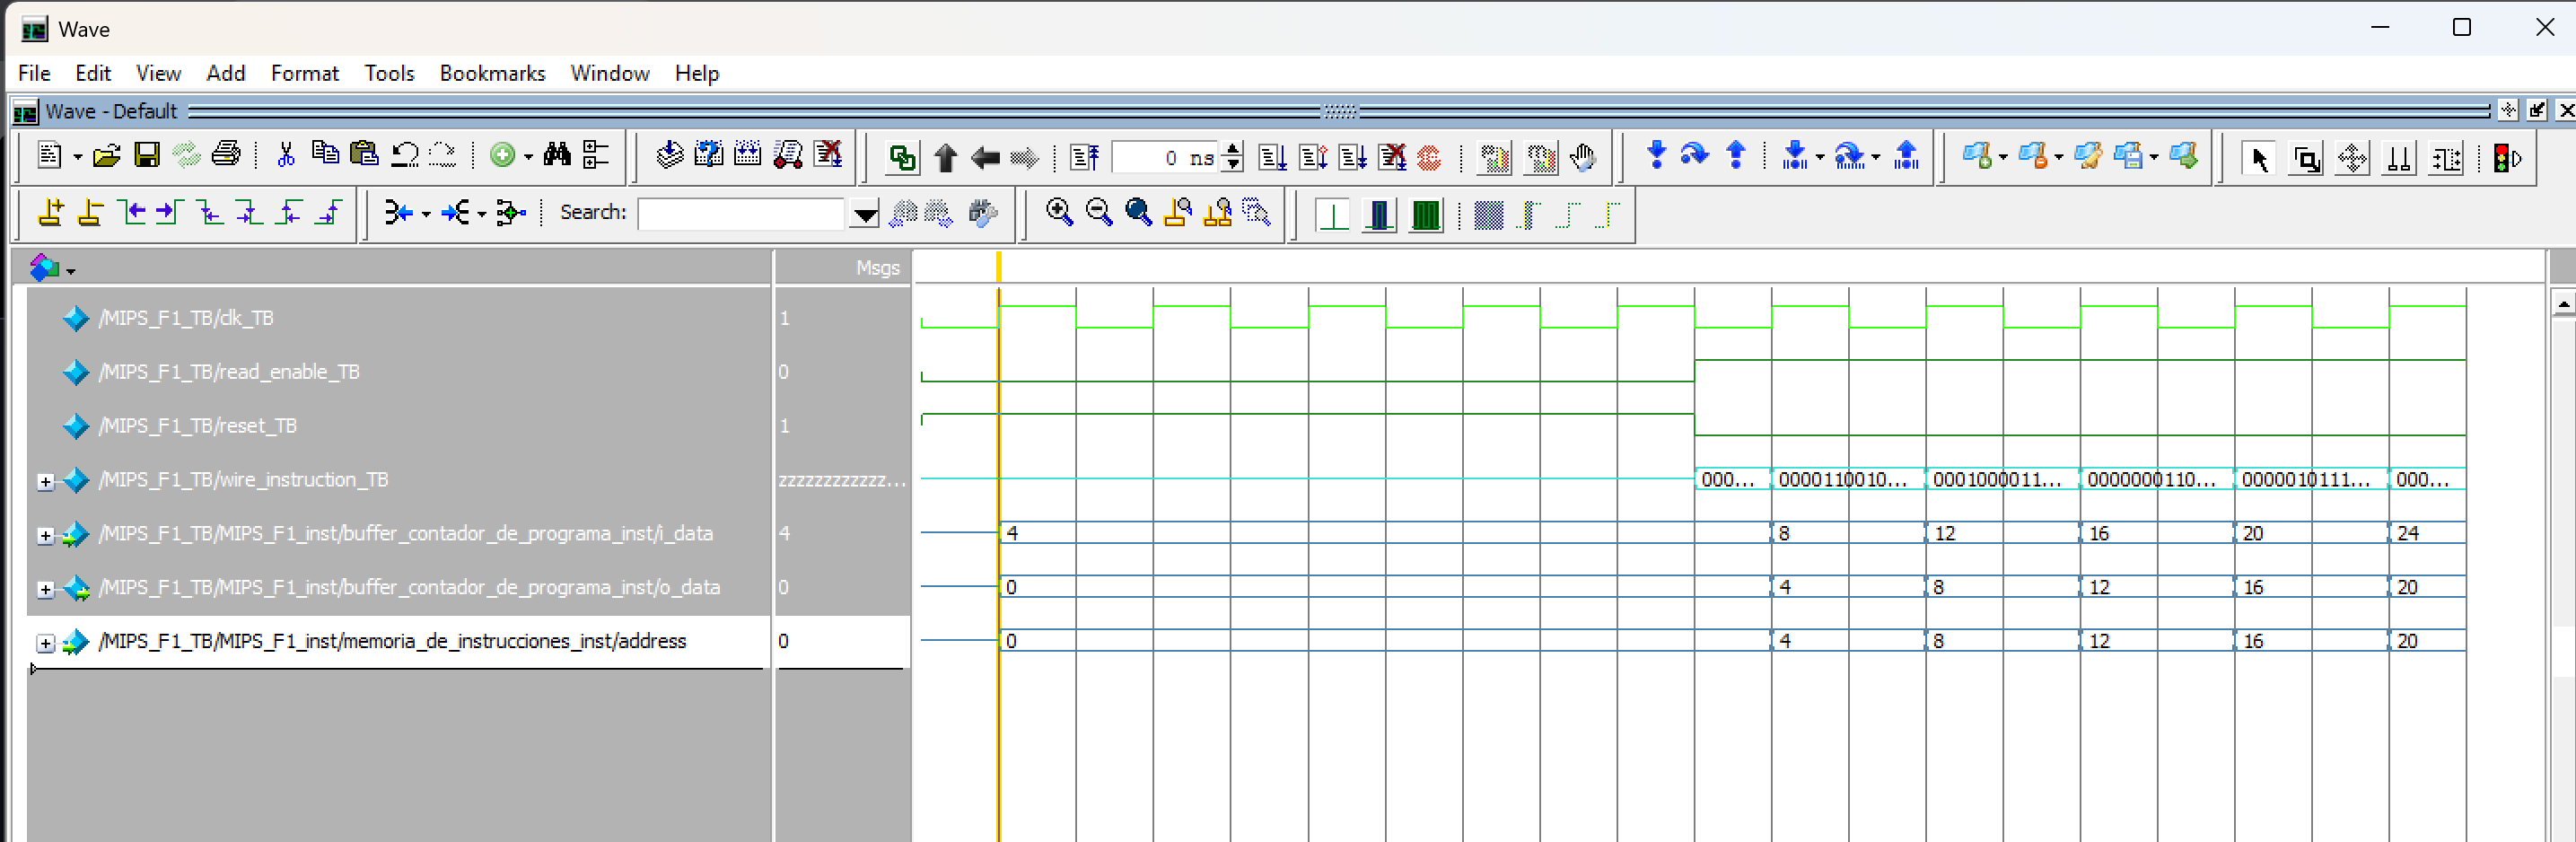 Wave
File Edit View Add Format Tools Bookmarks Window Help
Wave - Default
0 ns
Search:
Msgs
/MIPS_F1_TB/clk_TB 1
/MIPS_F1_TB/read_enable_TB 0
/MIPS_F1_TB/reset_TB 1
/MIPS_F1_TB/wire_instruction_TB zzzzzzzzzzzzz... 000... 0000110010... 0001000011... 0000000110... 0000010111... 000...
/MIPS_F1_TB/MIPS_F1_inst/buffer_contador_de_programa_inst/i_data 4 4 8 12 16 20 24
/MIPS_F1_TB/MIPS_F1_inst/buffer_contador_de_programa_inst/o_data 0 0 4 8 12 16 20
/MIPS_F1_TB/MIPS_F1_inst/memoria_de_instrucciones_inst/address 0 0 4 8 12 16 20